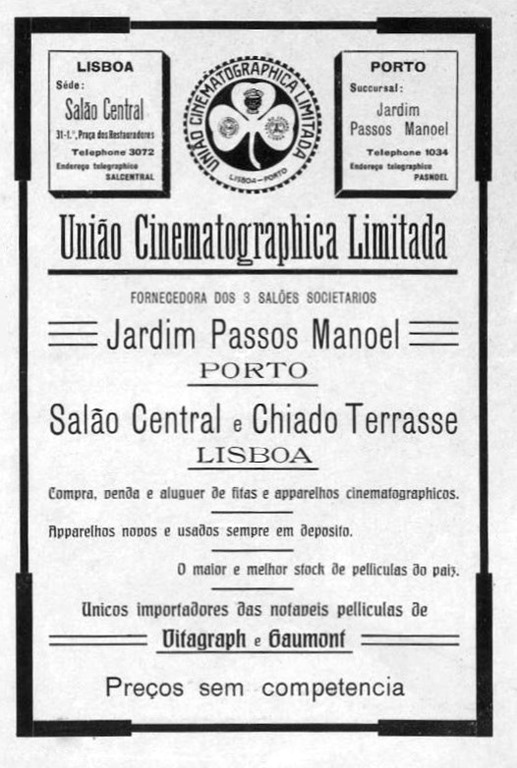 LISBOA
Séde:
Salão Central
31-1.º, Praça dos Restauradores
Telephone 3072
Endereço telegraphico
SALCENTRAL
UNIÃO CINEMATOGRAPHICA LIMITADA
LISBOA-PORTO
PORTO
Succursal:
Jardim
Passos Manoel
Telephone 1034
Endereço telegraphico
PASNOEL
União Cinematographica Limitada
FORNECEDORA DOS 3 SALÕES SOCIETARIOS
Jardim Passos Manoel
PORTO
Salão Central e Chiado Terrasse
LISBOA
Compra, venda e aluguer de fitas e apparelhos cinematographicos.
Apparelhos novos e usados sempre em deposito.
O maior e melhor stock de pelliculas do paiz.
Unicos importadores das notaveis pelliculas de
Vitagraph e Gaumont
Preços sem competencia